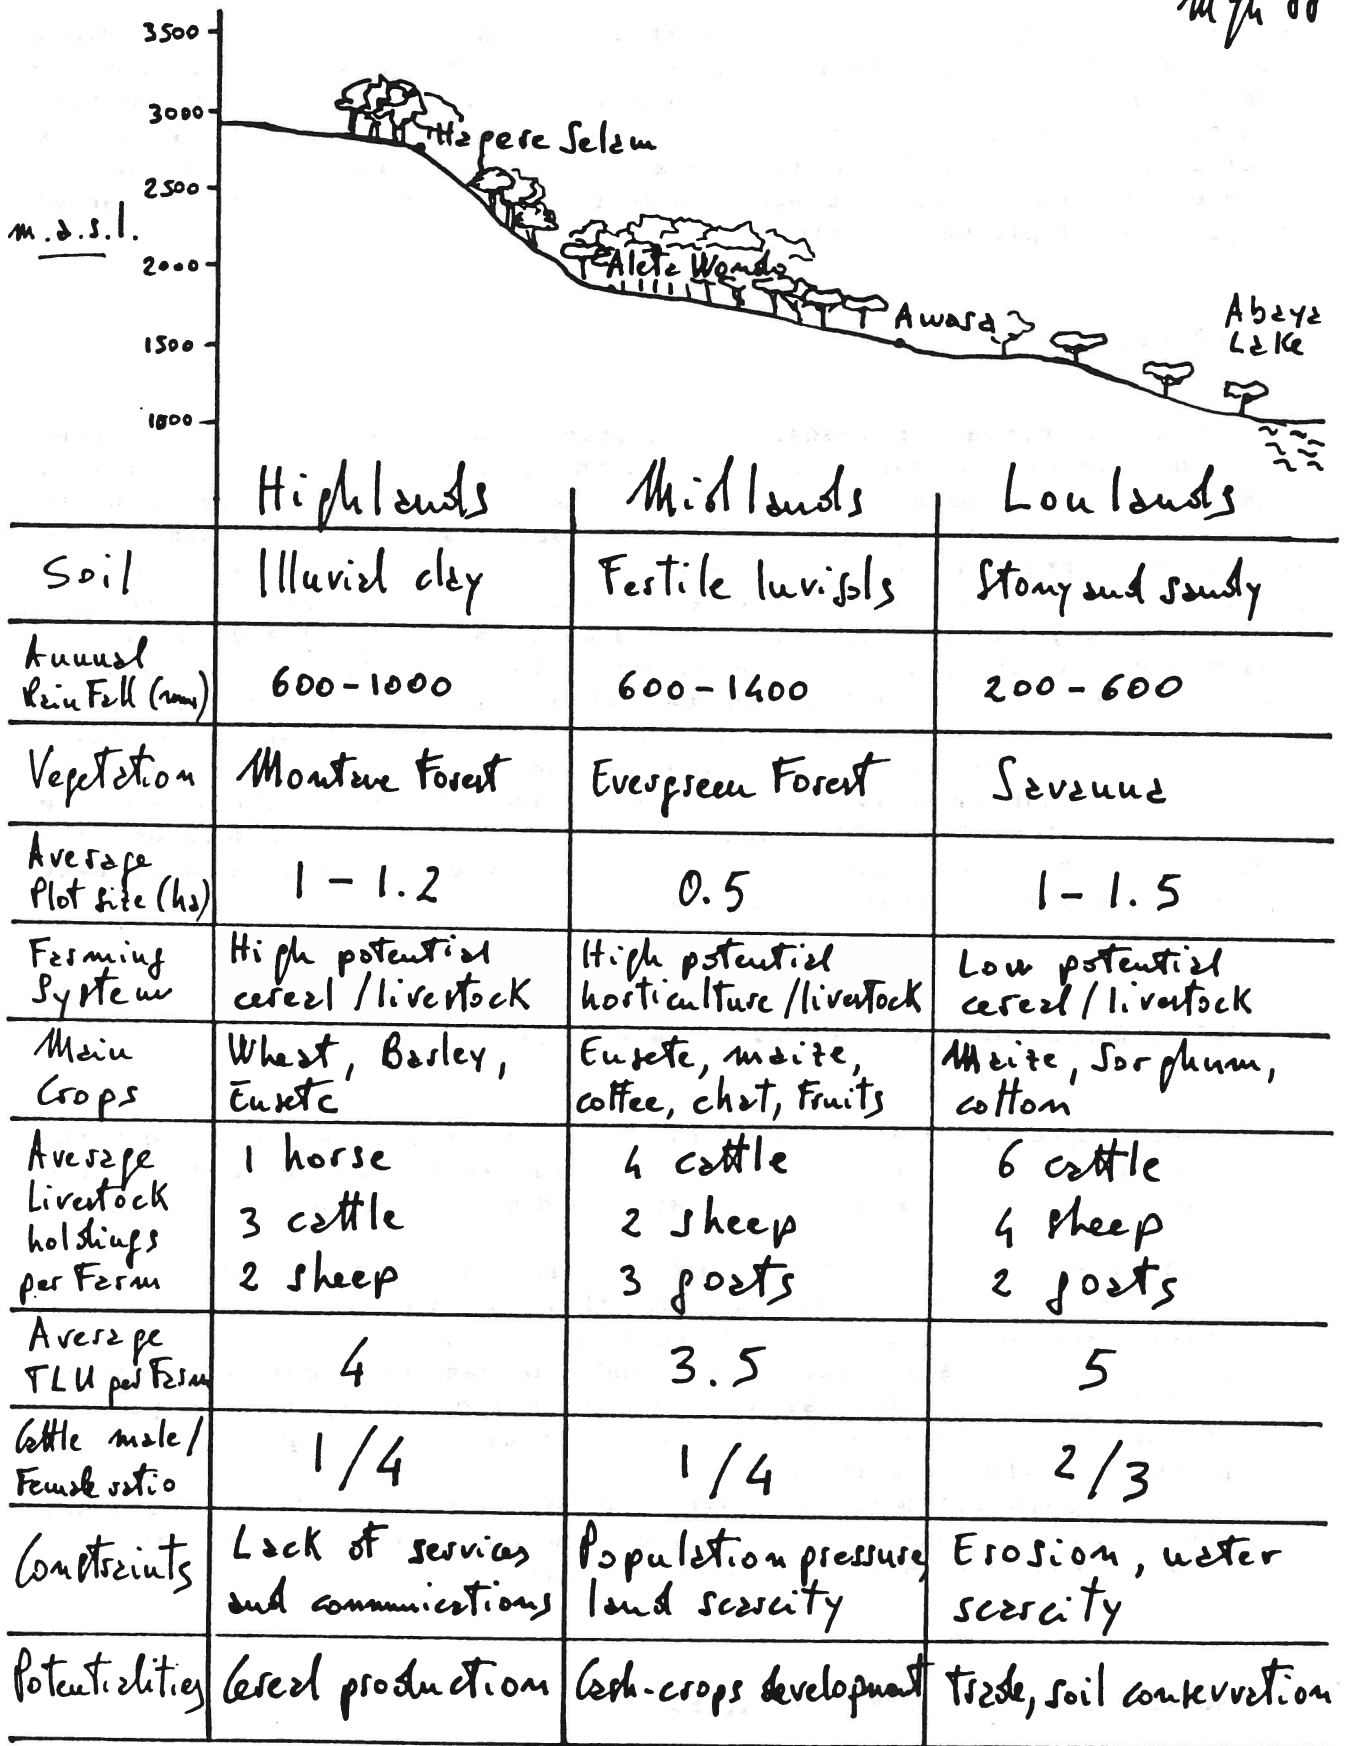 3500
3000
Hagere Selam
2500
m.a.s.l.
2000
Aleta Wondo
Awasa
Abaya
Lake
1500
1000
Highlands
Midlands
Lowlands
Soil
Illuvial clay
Fertile luvisols
Stony and sandy
Annual
RainFall (mm)
600-1000
600-1400
200-600
Vegetation
Montane Forest
Evergreen Forest
Savanna
Average
Plot size (ha)
1 - 1.2
0.5
1 - 1.5
Farming
System
High potential
cereal/livestock
High potential
horticulture/livestock
Low potential
cereal/livestock
Main
Crops
Wheat, Barley,
Ensete
Ensete, maize,
coffee, chat, Fruits
Maize, Sorghum,
cotton
Average
Livestock
holdings
per Farm
1 horse
3 cattle
2 sheep
4 cattle
2 sheep
3 goats
6 cattle
4 sheep
2 goats
Average
TLU per Farm
4
3.5
5
Cattle male/
Female ratio
1/4
1/4
2/3
Constraints
Lack of services
and communications
Population pressure,
land scarcity
Erosion, water
scarcity
Potentialities
Cereal production
Cash-crops development
Trade, soil conservation